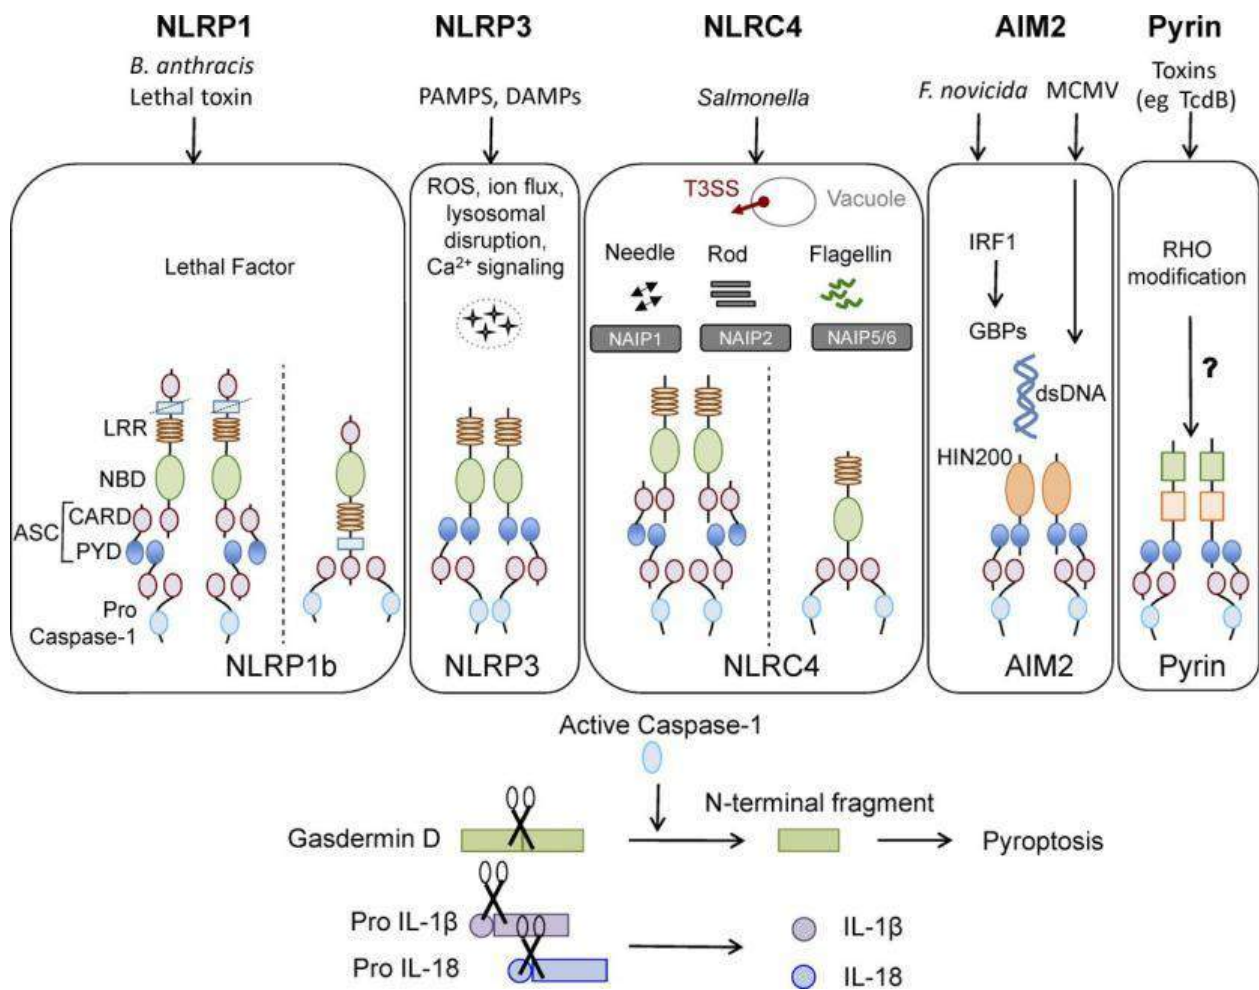 NLRP1
NLRP3
NLRC4
AIM2
Pyrin
B. anthracis
Lethal toxin
PAMPS, DAMPs
Salmonella
F. novicida
MCMV
Toxins
(eg TcdB)
Lethal Factor
LRR
NBD
ASC
CARD
PYD
Pro
Caspase-1
NLRP1b
ROS, ion flux,
lysosomal
disruption,
Ca²⁺ signaling
NLRP3
T3SS
Vacuole
Needle
Rod
Flagellin
NAIP1
NAIP2
NAIP5/6
NLRC4
IRF1
GBPs
dsDNA
HIN200
AIM2
RHO
modification
?
Pyrin
Active Caspase-1
Gasdermin D
N-terminal fragment
Pyroptosis
Pro IL-1β
IL-1β
Pro IL-18
IL-18